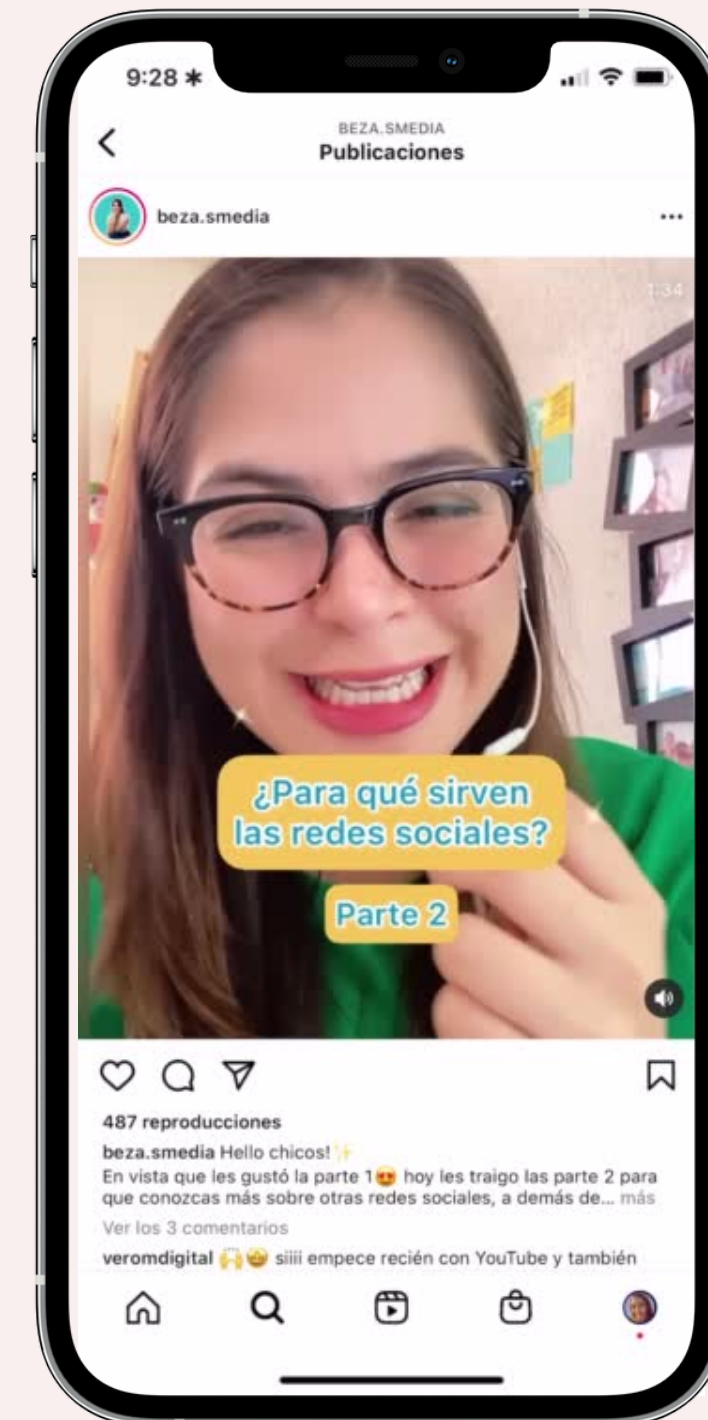 9:28 ✱
BEZA.SMEDIA
Publicaciones
beza.smedia
1:34
¿Para qué sirven
las redes sociales?
Parte 2
487 reproducciones
beza.smedia Hello chicos!✨
En vista que les gustó la parte 1😍 hoy les traigo las parte 2 para
que conozcas más sobre otras redes sociales, a demás de... más
Ver los 3 comentarios
veromdigital 🙌🤩 siiii empece recién con YouTube y también